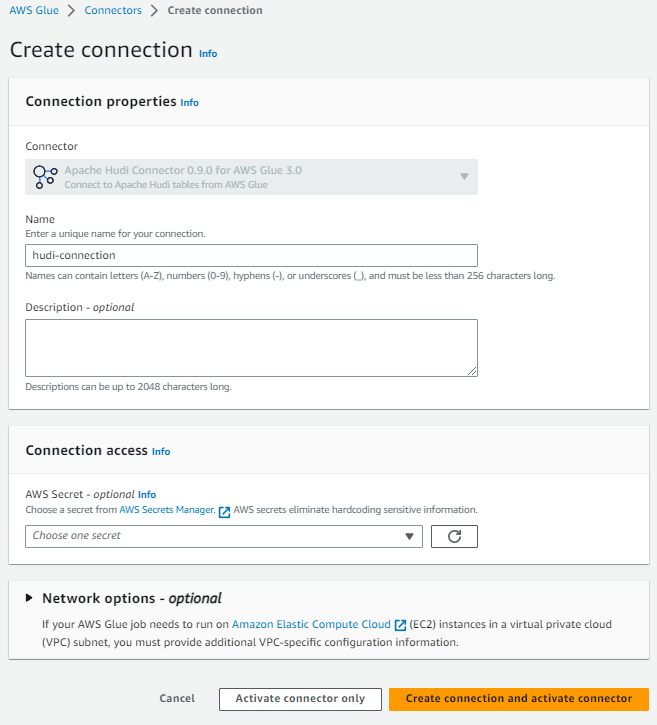 AWS Glue > Connectors > Create connection
Create connection Info
Connection properties Info
Connector
Apache Hudi Connector 0.9.0 for AWS Glue 3.0
Connect to Apache Hudi tables from AWS Glue
Name
Enter a unique name for your connection.
hudi-connection
Names can contain letters (A-Z), numbers (0-9), hyphens (-), or underscores (_), and must be less than 256 characters long.
Description - optional
Descriptions can be up to 2048 characters long.
Connection access Info
AWS Secret - optional Info
Choose a secret from AWS Secrets Manager. AWS secrets eliminate hardcoding sensitive information.
Choose one secret
Network options - optional
If your AWS Glue job needs to run on Amazon Elastic Compute Cloud (EC2) instances in a virtual private cloud
(VPC) subnet, you must provide additional VPC-specific configuration information.
Cancel Activate connector only Create connection and activate connector